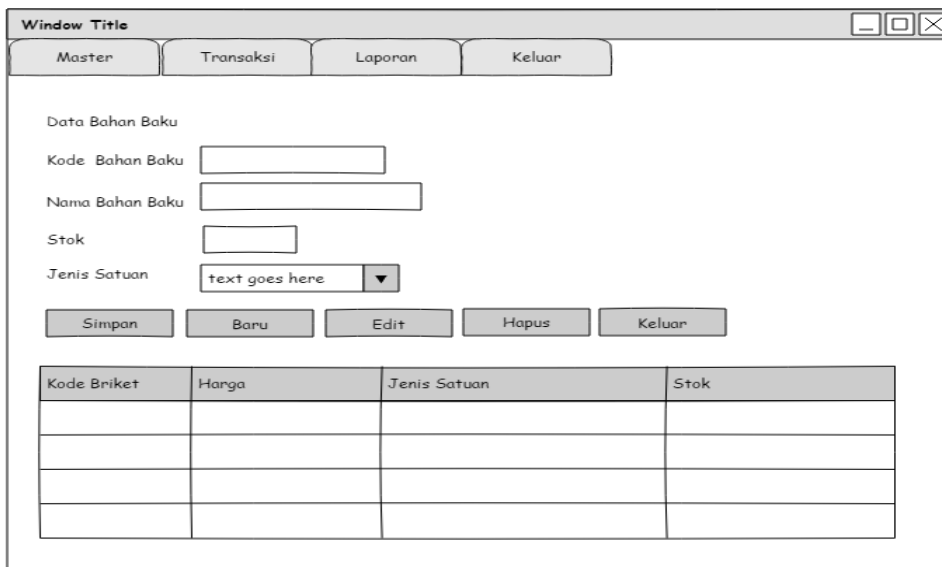 Window Title
Master Transaksi Laporan Keluar
Data Bahan Baku
Kode Bahan Baku
Nama Bahan Baku
Stok
Jenis Satuan text goes here
Simpan Baru Edit Hapus Keluar
Kode Briket Harga Jenis Satuan Stok